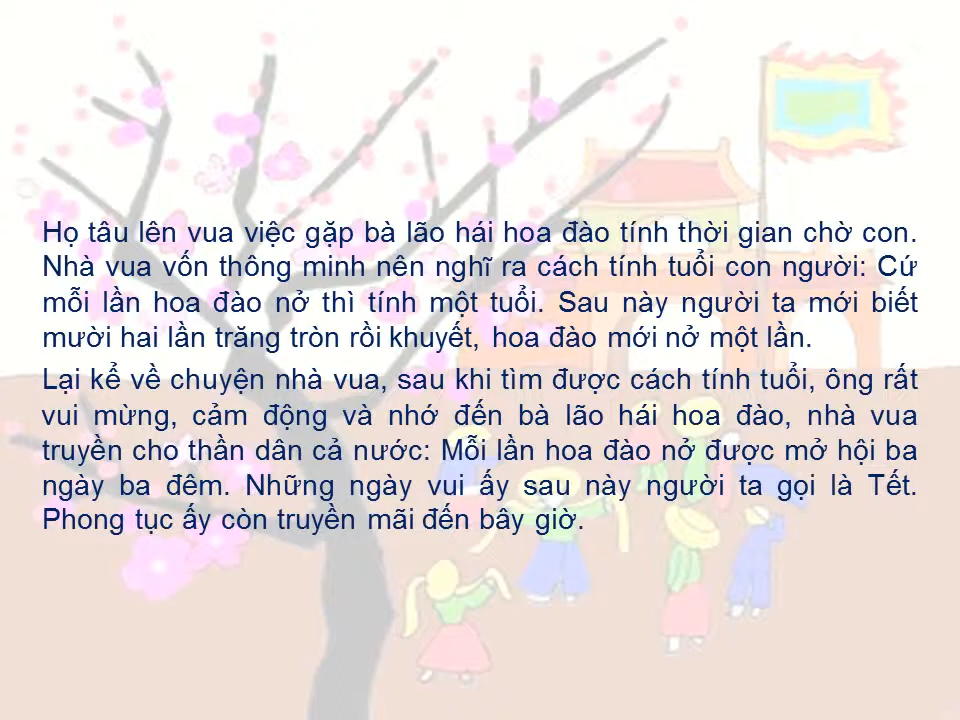 Họ tâu lên vua việc gặp bà lão hái hoa đào tính thời gian chờ con.
Nhà vua vốn thông minh nên nghĩ ra cách tính tuổi con người: Cứ
mỗi lần hoa đào nở thì tính một tuổi. Sau này người ta mới biết
mười hai lần trăng tròn rồi khuyết, hoa đào mới nở một lần.
Lại kể về chuyện nhà vua, sau khi tìm được cách tính tuổi, ông rất
vui mừng, cảm động và nhớ đến bà lão hái hoa đào, nhà vua
truyền cho thần dân cả nước: Mỗi lần hoa đào nở được mở hội ba
ngày ba đêm. Những ngày vui ấy sau này người ta gọi là Tết.
Phong tục ấy còn truyền mãi đến bây giờ.